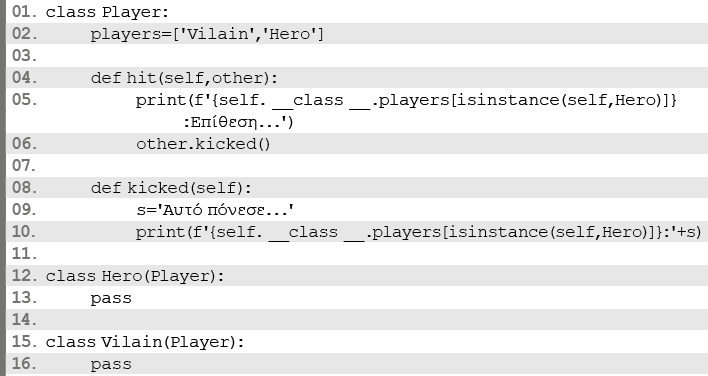 01. class Player:
02.     players=['Vilain','Hero']
03.
04.     def hit(self,other):
05.         print(f'{self. __class __.players[isinstance(self,Hero)]}
            :Επίθεση...')
06.         other.kicked()
07.
08.     def kicked(self):
09.         s='Αυτό πόνεσε...'
10.         print(f'{self. __class __.players[isinstance(self,Hero)]}:'+s)
11.
12. class Hero(Player):
13.     pass
14.
15. class Vilain(Player):
16.     pass